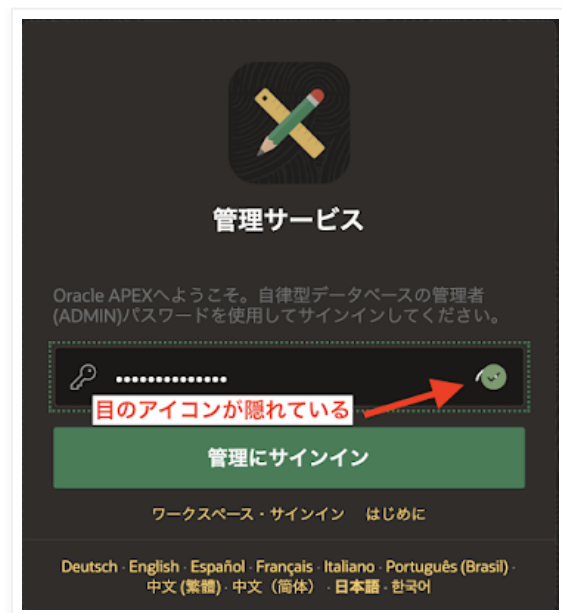 管理サービス
Oracle APEXへようこそ。自律型データベースの管理者
(ADMIN)パスワードを使用してサインインしてください。
••••••••••••••
目のアイコンが隠れている
管理にサインイン
ワークスペース・サインイン はじめに
Deutsch · English · Español · Français · Italiano · Português (Brasil) ·
中文 (繁體) · 中文（简体） · 日本語 · 한국어